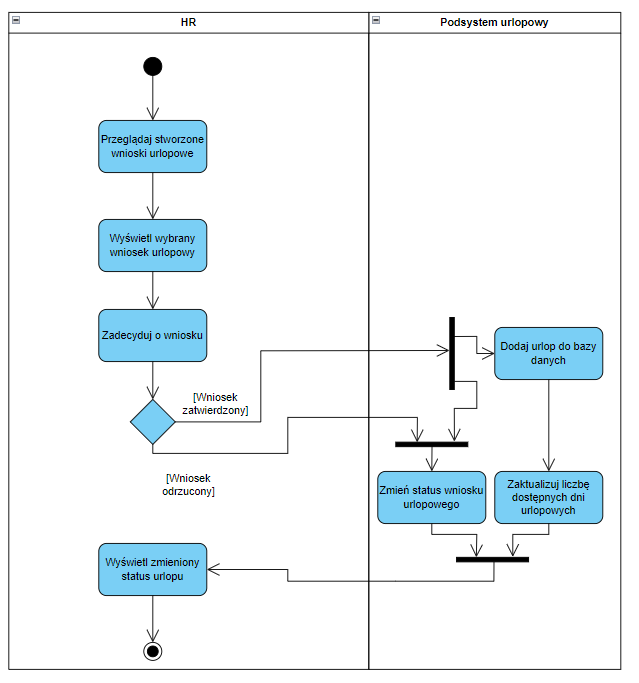 HR
Podsystem urlopowy
Przeglądaj stworzone
wnioski urlopowe
Wyświetl wybrany
wniosek urlopowy
Zadecyduj o wniosku
Dodaj urlop do bazy
danych
[Wniosek
zatwierdzony]
[Wniosek
odrzucony]
Zmień status wniosku
urlopowego
Zaktualizuj liczbę
dostępnych dni
urlopowych
Wyświetl zmieniony
status urlopu